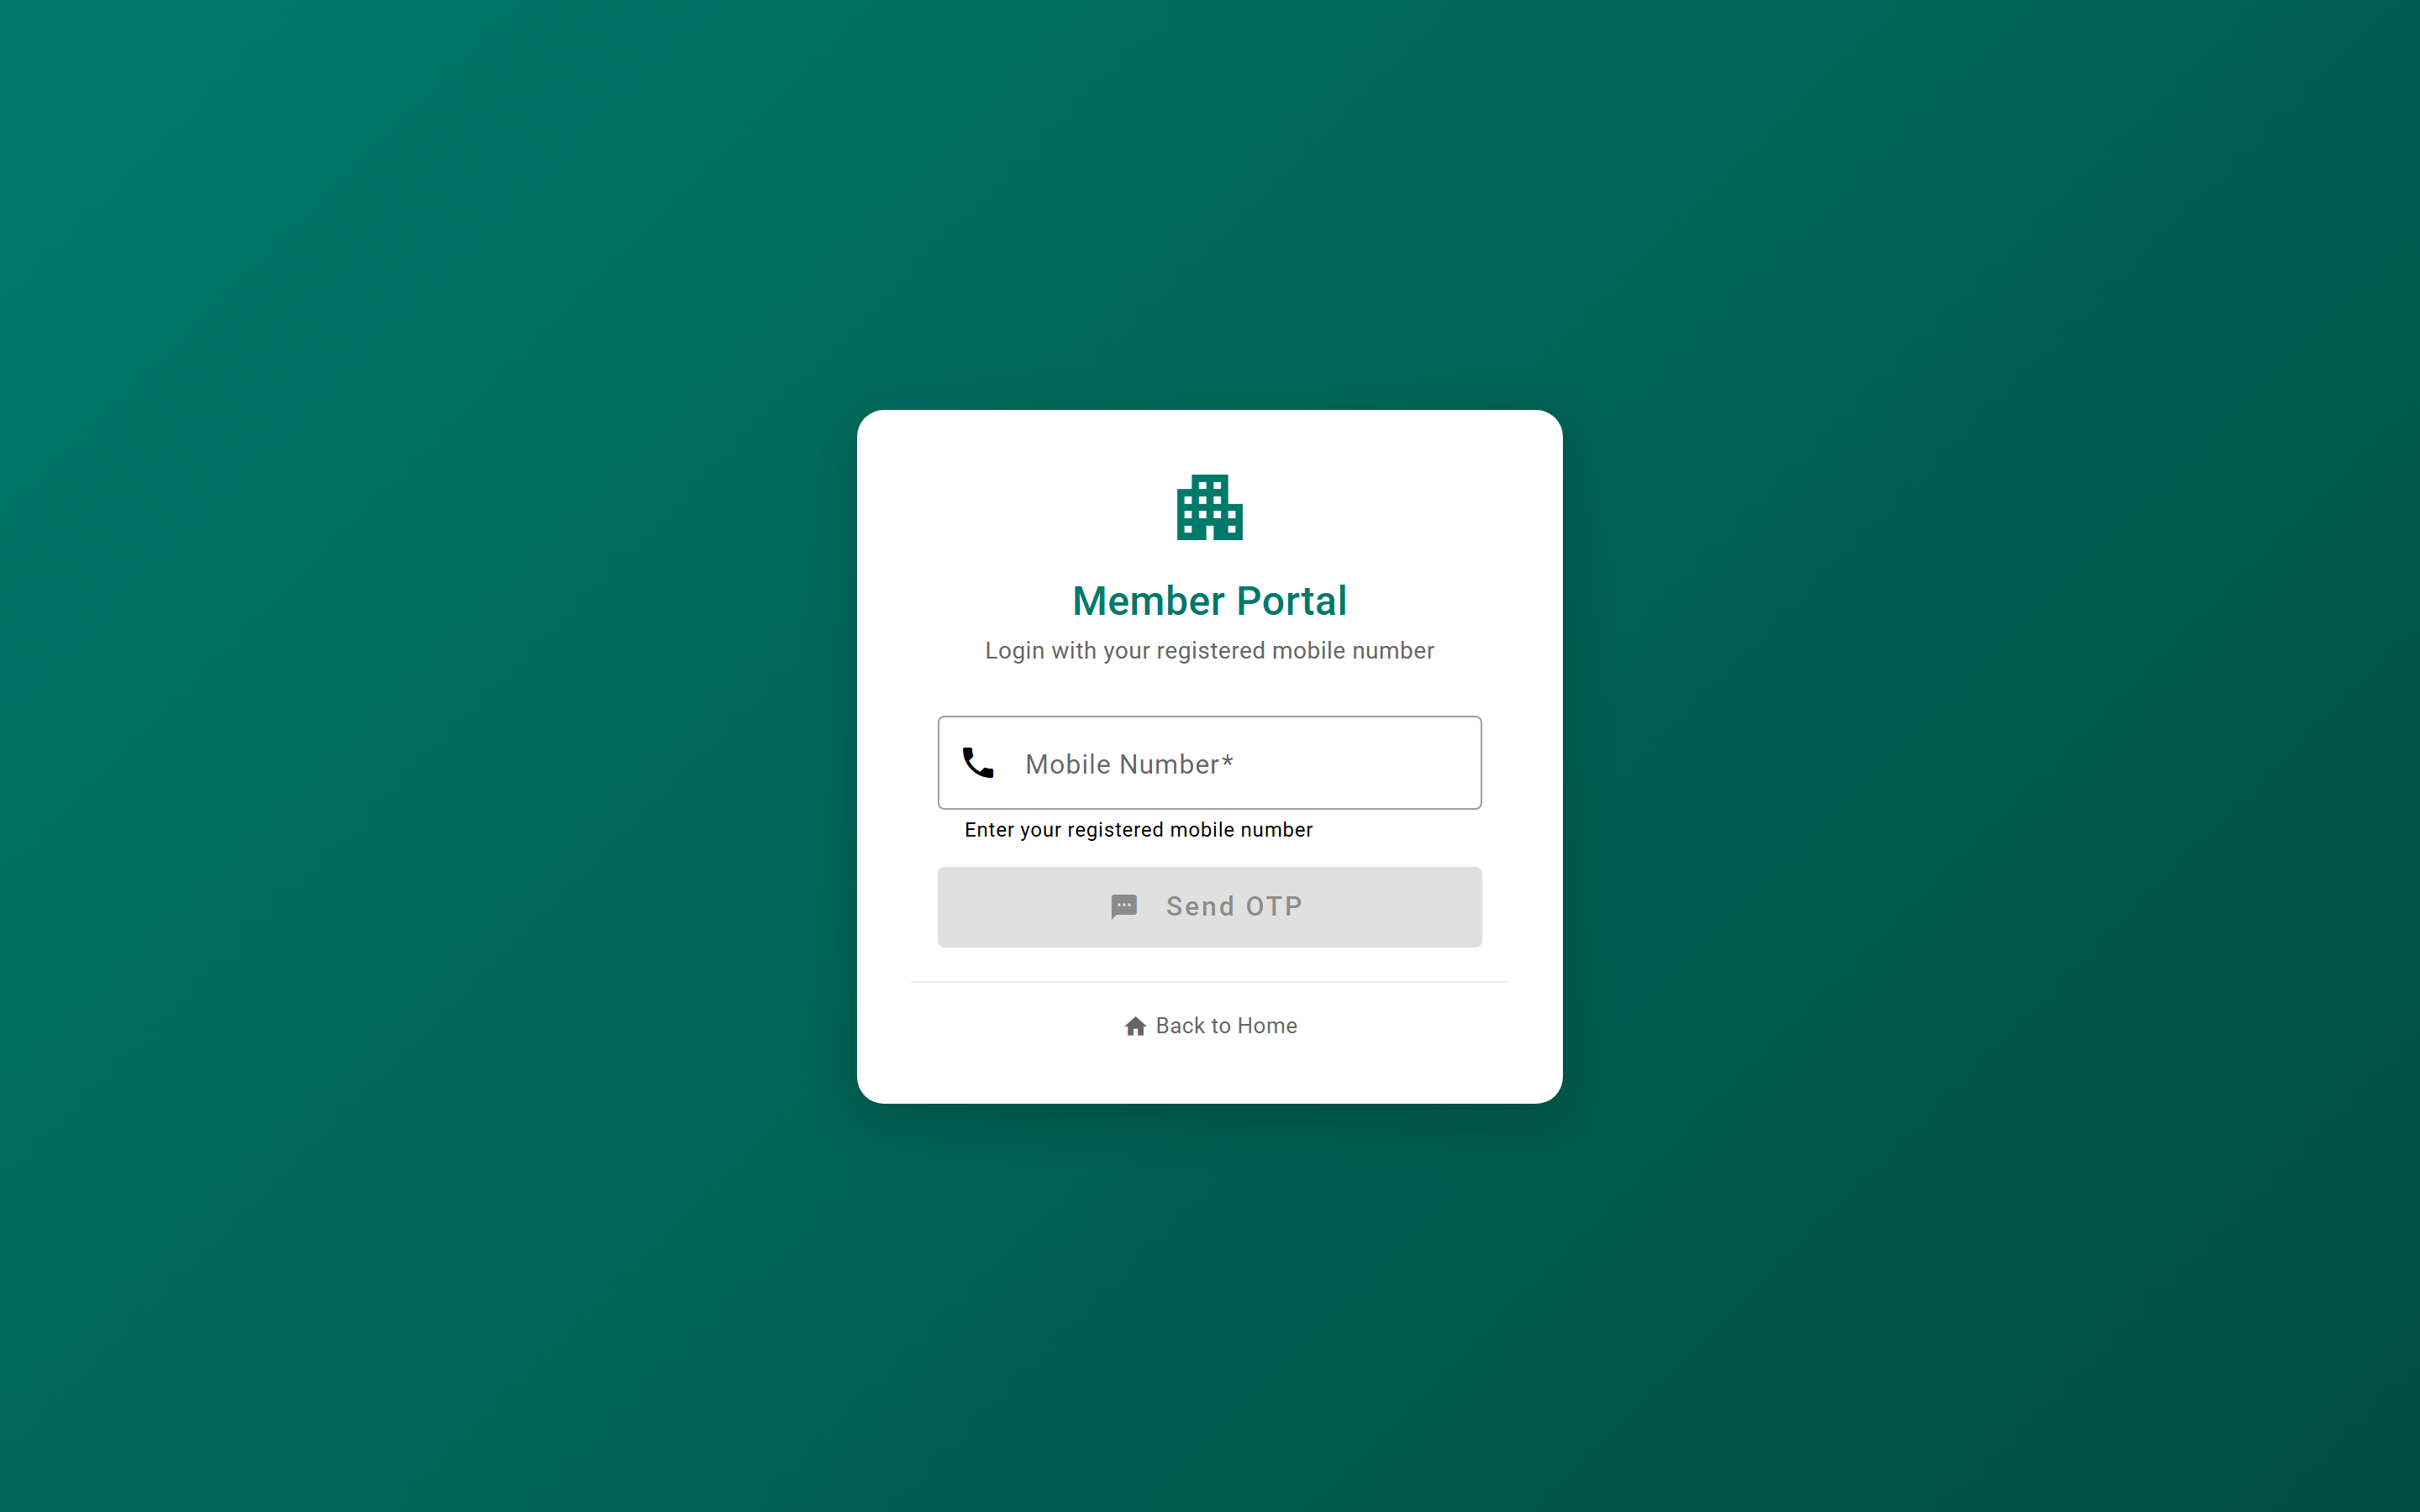 Member Portal
Login with your registered mobile number
Mobile Number*
Enter your registered mobile number
Send OTP
Back to Home